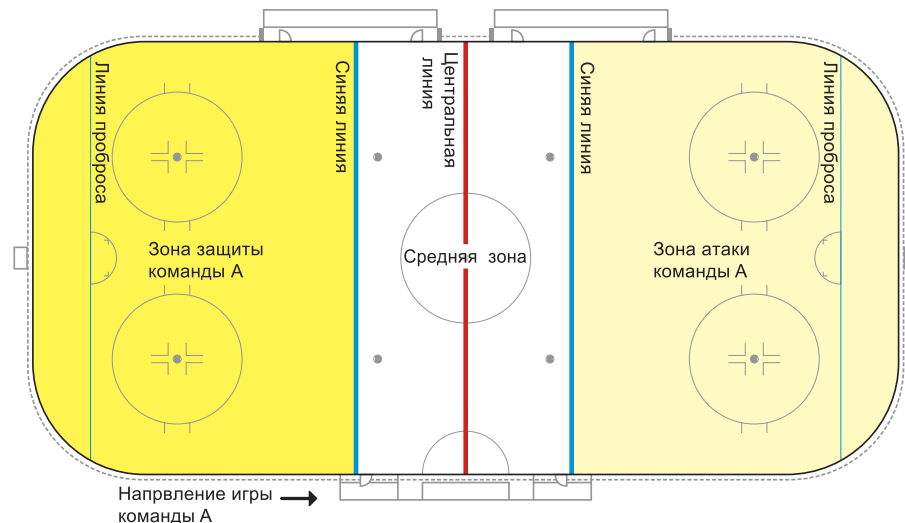 Линия проброса
Синяя линия
Центральная
линия
Синяя линия
Линия проброса
Зона защиты
команды А
Средняя зона
Зона атаки
команды А
Напрвление игры
команды А